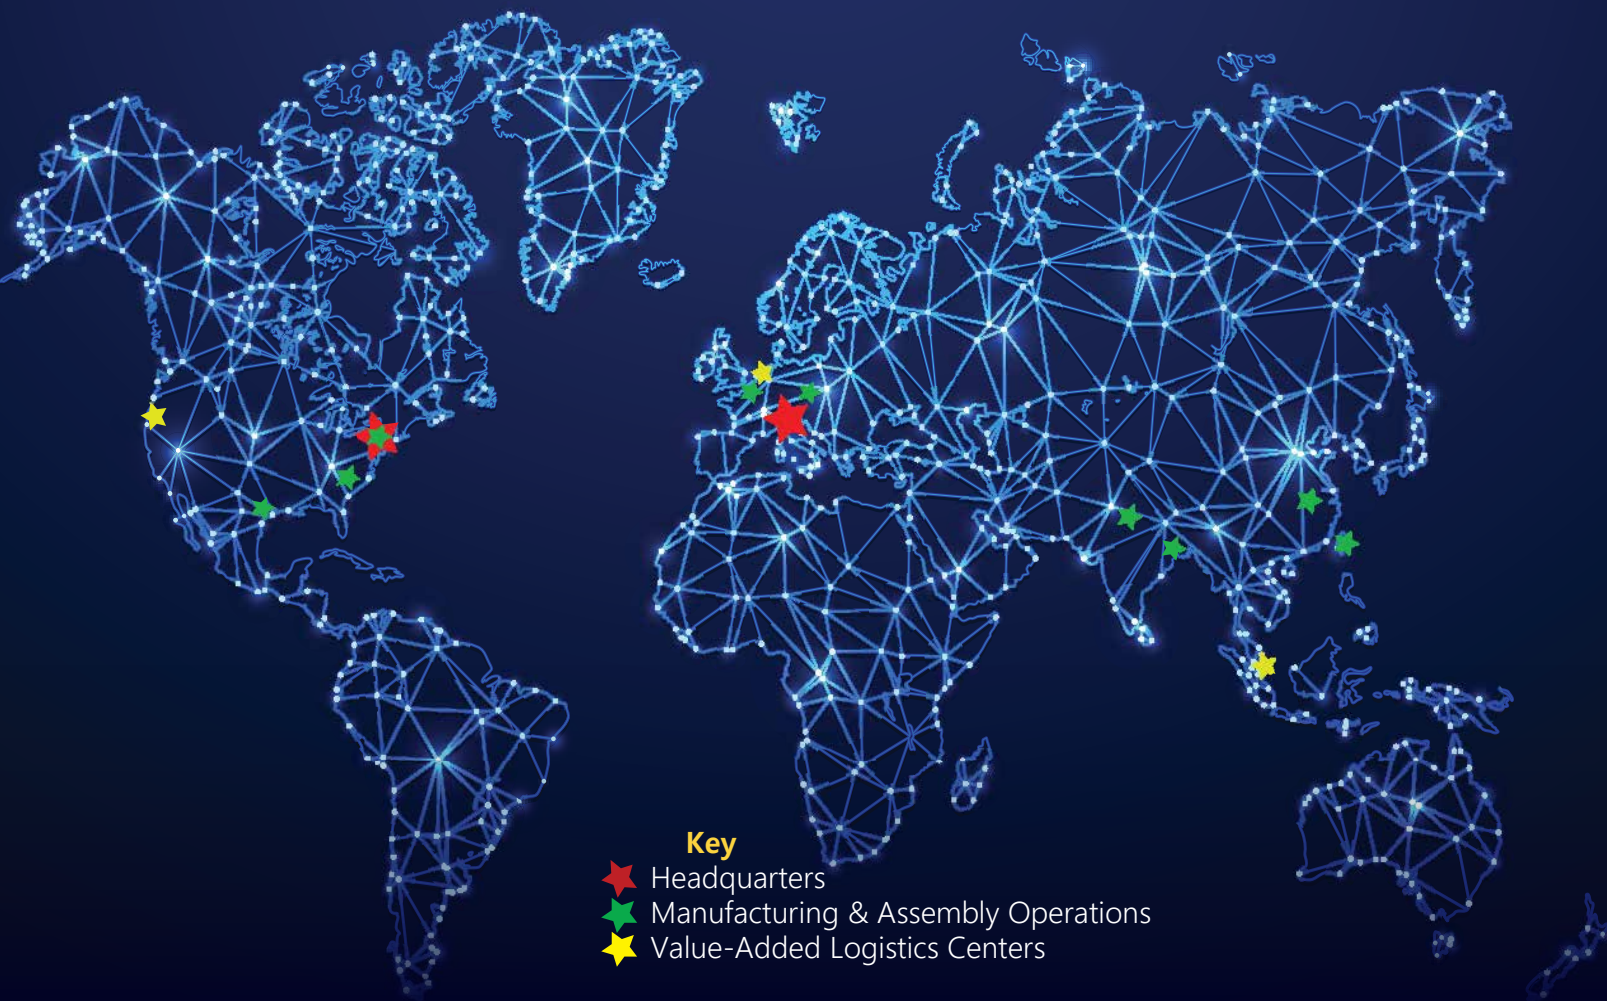 Key
Headquarters
Manufacturing & Assembly Operations
Value-Added Logistics Centers